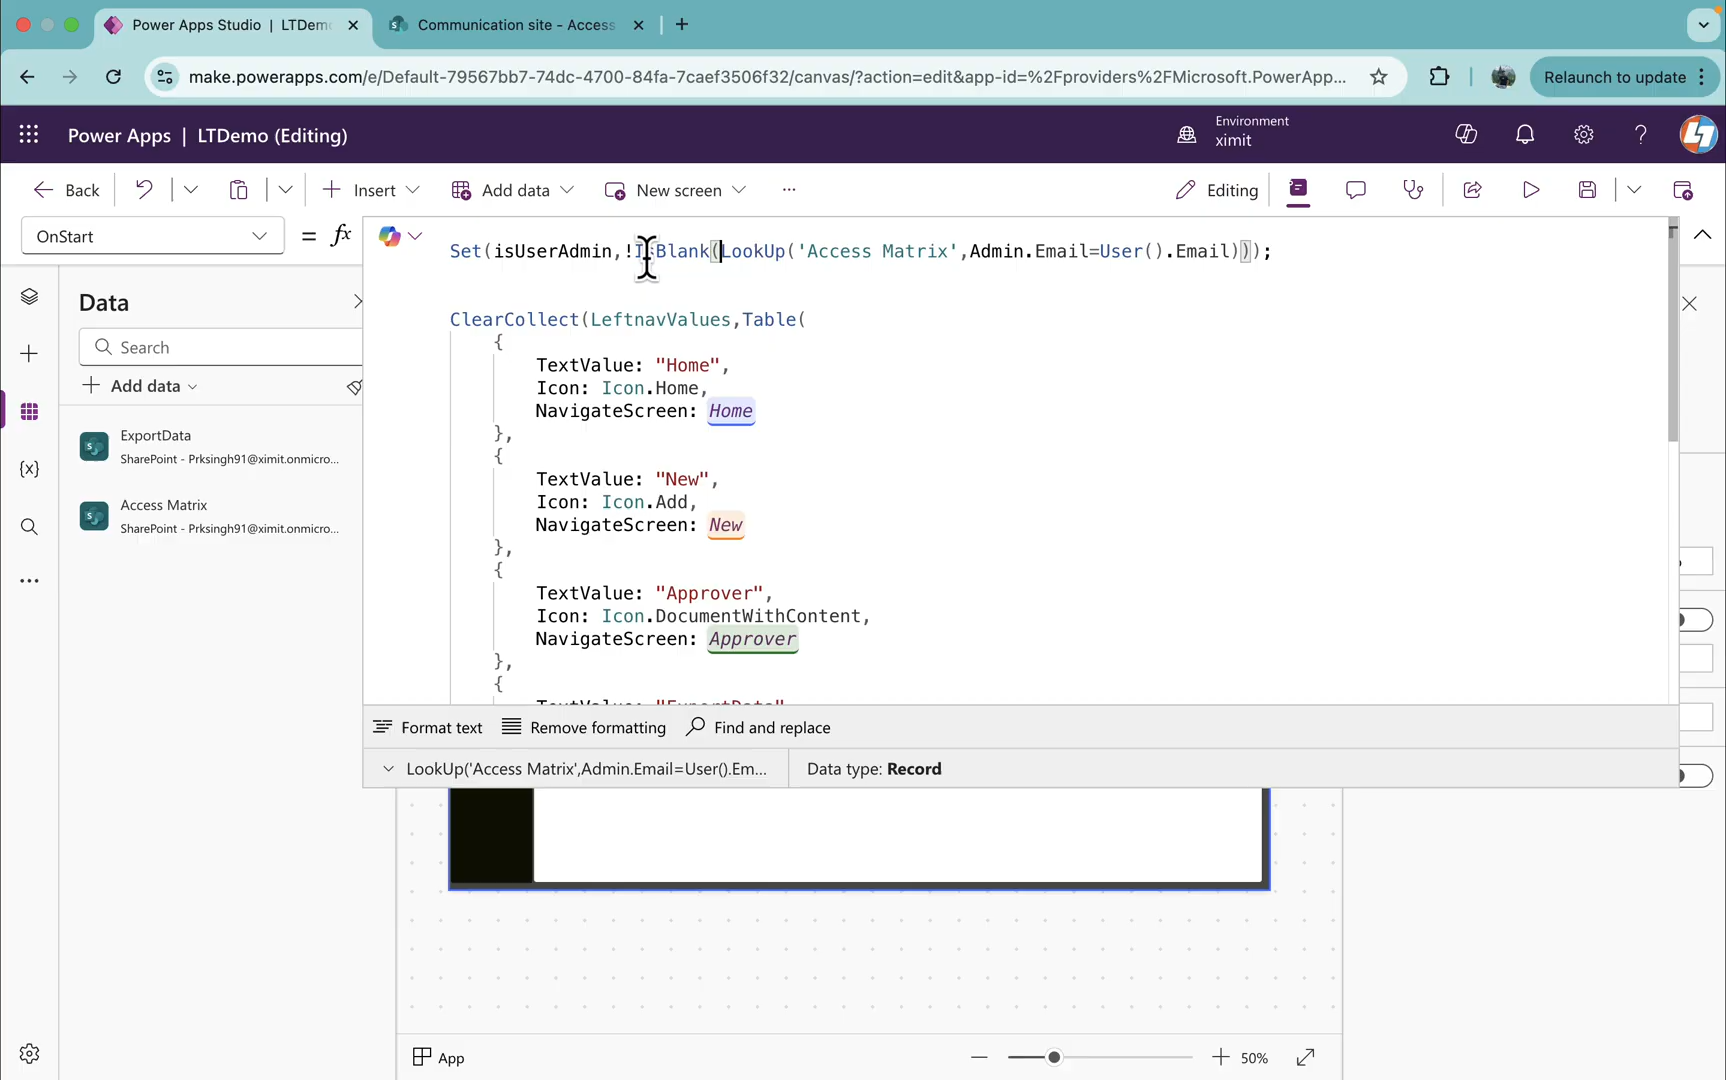 Power Apps Studio | LTDem
Communication site - Access
make.powerapps.com/e/Default-79567bb7-74dc-4700-84fa-7caef3506f32/canvas/?action=edit&app-id=%2Fproviders%2FMicrosoft.PowerApp...
Relaunch to update
Power Apps | LTDemo (Editing)
Environment
ximit
Back
Insert
Add data
New screen
...
Editing
OnStart
= fx
Set(isUserAdmin,!IsBlank(LookUp('Access Matrix',Admin.Email=User().Email)));
Data
Search
Add data
ExportData
SharePoint - Prksingh91@ximit.onmicro...
Access Matrix
SharePoint - Prksingh91@ximit.onmicro...
ClearCollect(LeftnavValues,Table(
{
TextValue: "Home",
Icon: Icon.Home,
NavigateScreen: Home
},
{
TextValue: "New",
Icon: Icon.Add,
NavigateScreen: New
},
{
TextValue: "Approver",
Icon: Icon.DocumentWithContent,
NavigateScreen: Approver
},
{
Format text
Remove formatting
Find and replace
LookUp('Access Matrix',Admin.Email=User().Em...
Data type: Record
App
50%